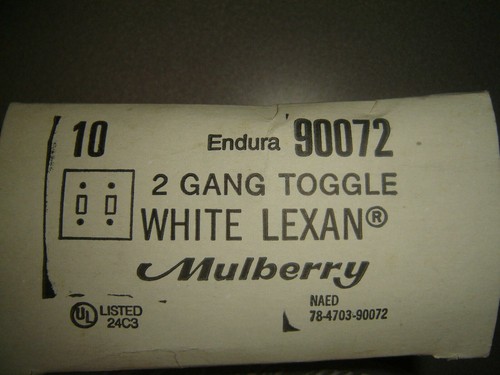 10 Endura 90072
2 GANG TOGGLE
WHITE LEXAN®
Mulberry
UL LISTED
24C3
NAED
78-4703-90072